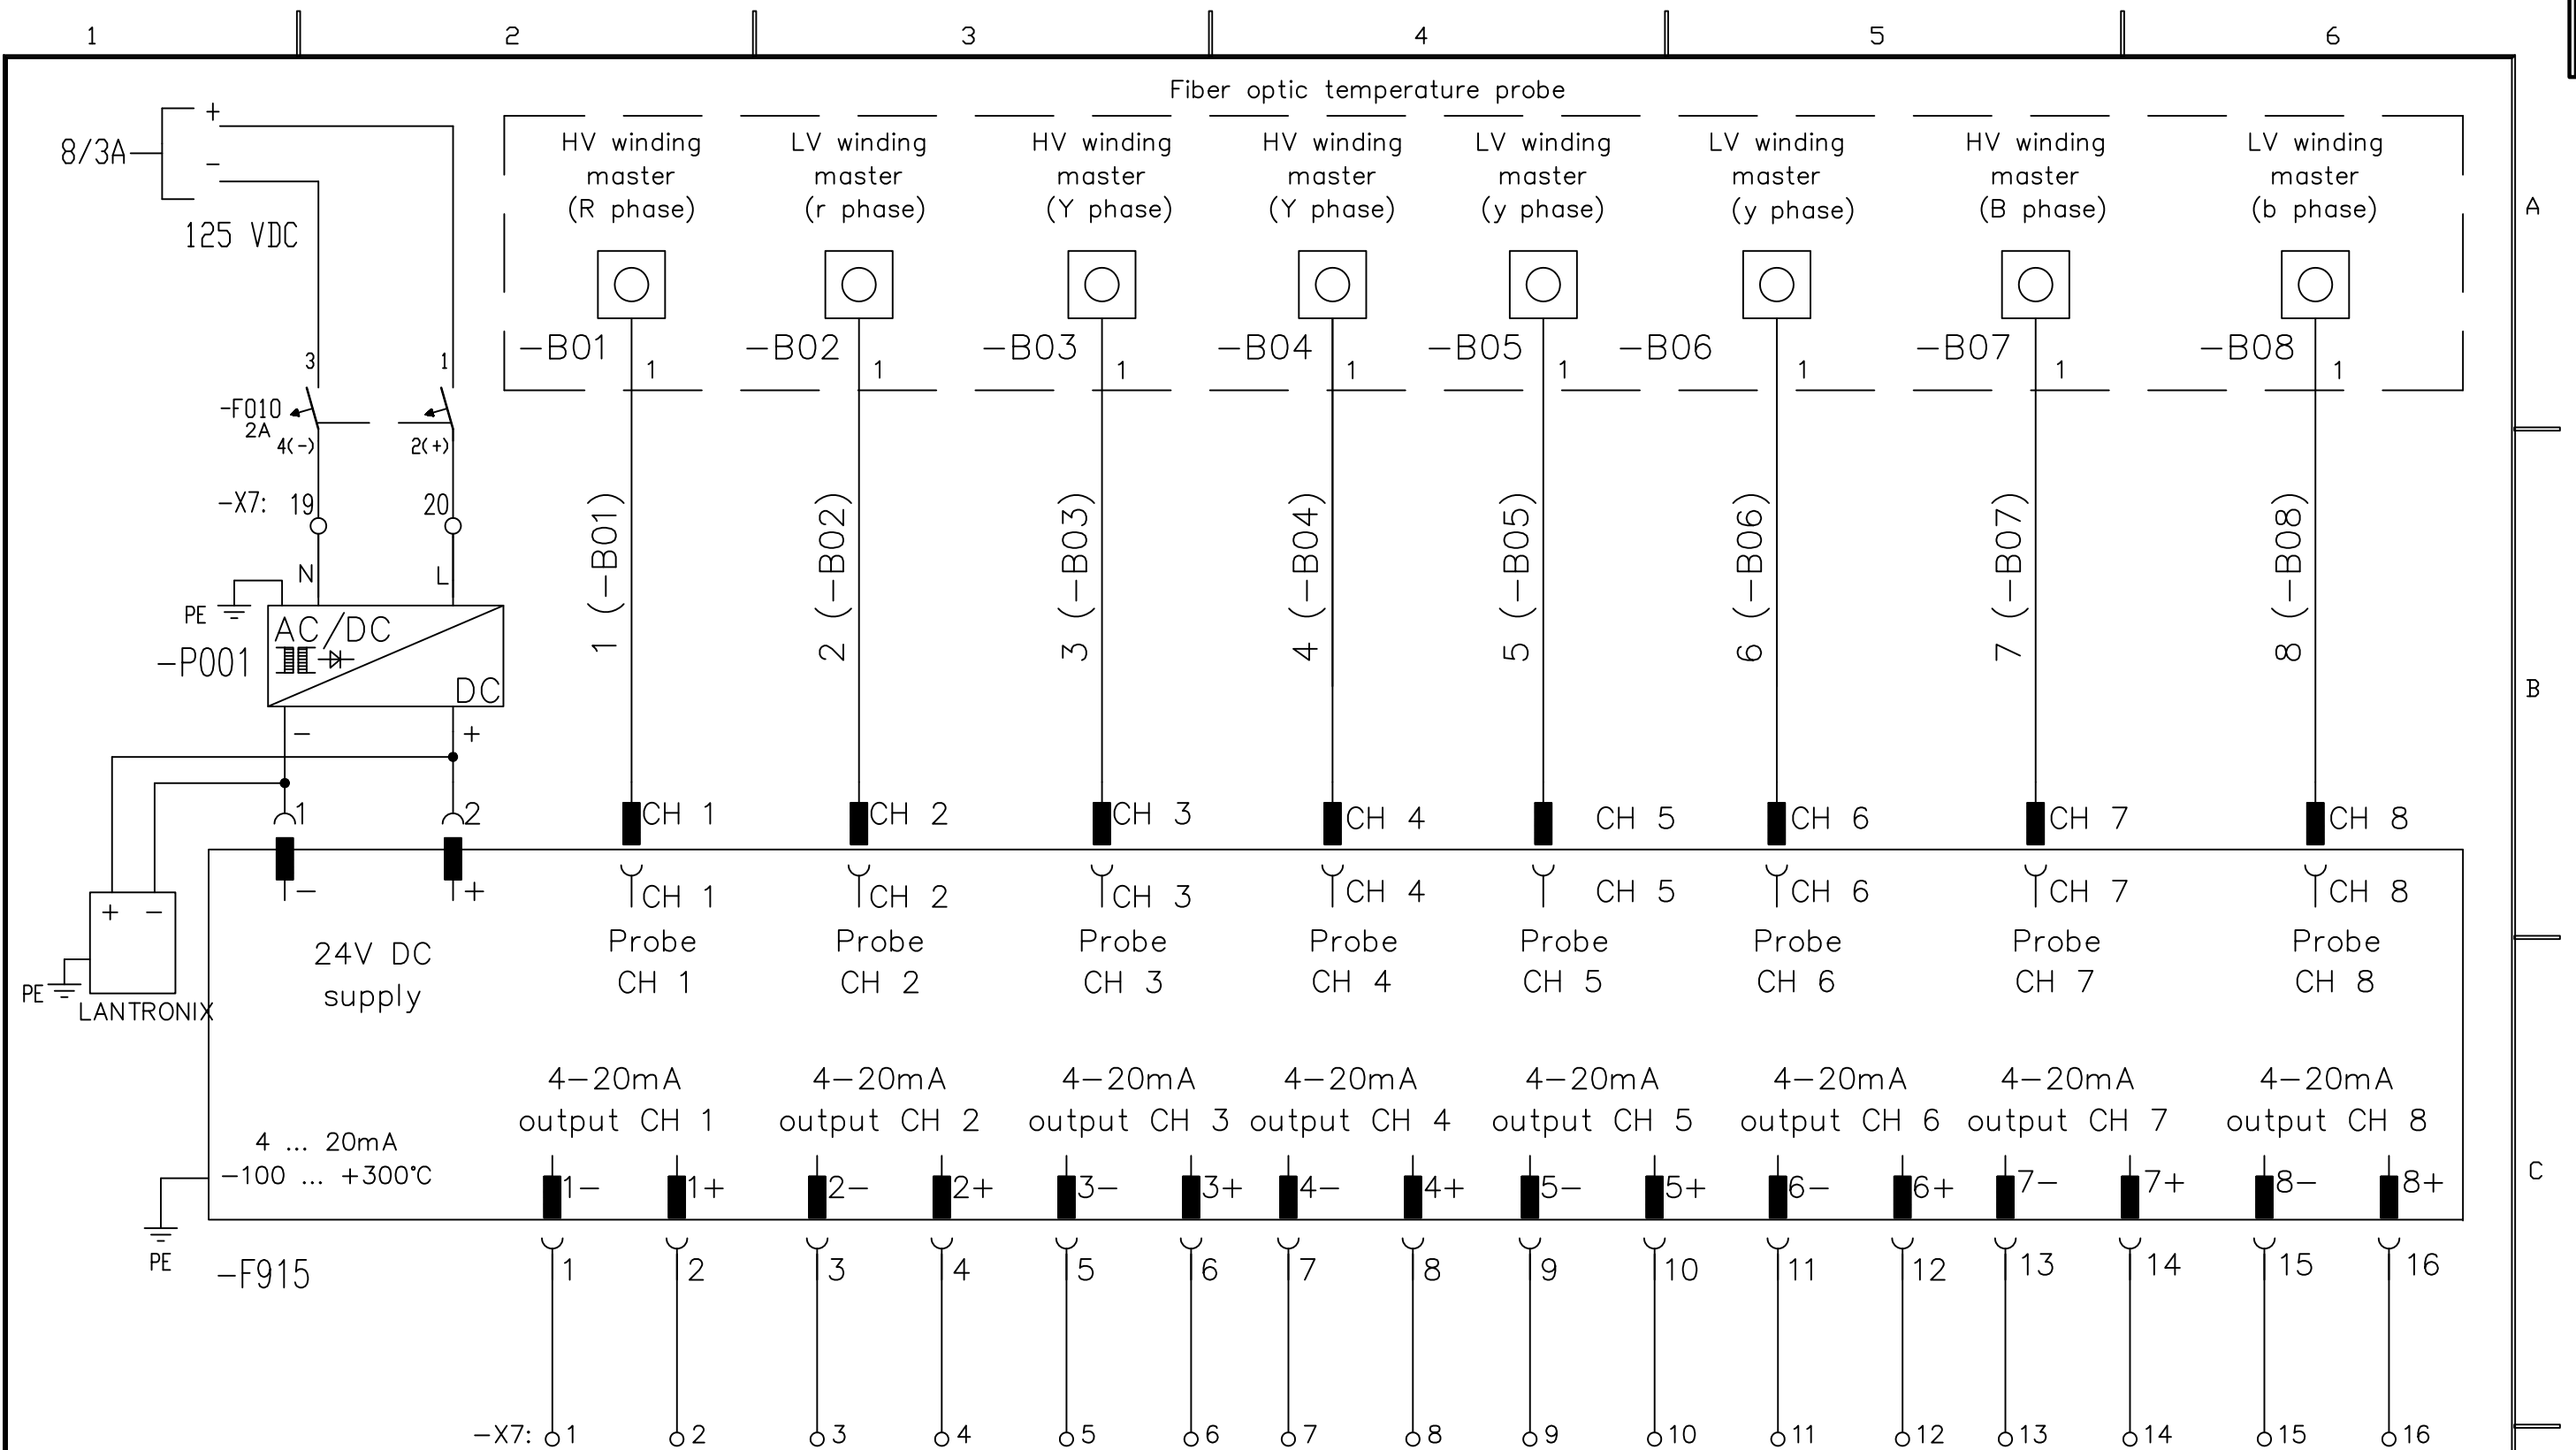 1 2 3 4 5 6
Fiber optic temperature probe
+
8/3A
−
125 VDC
HV winding
master
(R phase)
LV winding
master
(r phase)
HV winding
master
(Y phase)
HV winding
master
(Y phase)
LV winding
master
(y phase)
LV winding
master
(y phase)
HV winding
master
(B phase)
LV winding
master
(b phase)
A
-B01 1
-B02 1
-B03 1
-B04 1
-B05 1
-B06 1
-B07 1
-B08 1
3 1
-F010
2A
4(-) 2(+)
-X7: 19 20
N L
PE
AC/DC
-P001
DC
− +
1 (-B01)
2 (-B02)
3 (-B03)
4 (-B04)
5 (-B05)
6 (-B06)
7 (-B07)
8 (-B08)
B
1 2
CH 1 CH 2 CH 3 CH 4 CH 5 CH 6 CH 7 CH 8
− +
CH 1 CH 2 CH 3 CH 4 CH 5 CH 6 CH 7 CH 8
+ −
PE
LANTRONIX
24V DC
supply
Probe
CH 1
Probe
CH 2
Probe
CH 3
Probe
CH 4
Probe
CH 5
Probe
CH 6
Probe
CH 7
Probe
CH 8
4-20mA
output CH 1
4-20mA
output CH 2
4-20mA
output CH 3
4-20mA
output CH 4
4-20mA
output CH 5
4-20mA
output CH 6
4-20mA
output CH 7
4-20mA
output CH 8
4 ... 20mA
-100 ... +300°C
C
1- 1+ 2- 2+ 3- 3+ 4- 4+ 5- 5+ 6- 6+ 7- 7+ 8- 8+
PE
-F915
1 2 3 4 5 6 7 8 9 10 11 12 13 14 15 16
-X7: 1 2 3 4 5 6 7 8 9 10 11 12 13 14 15 16